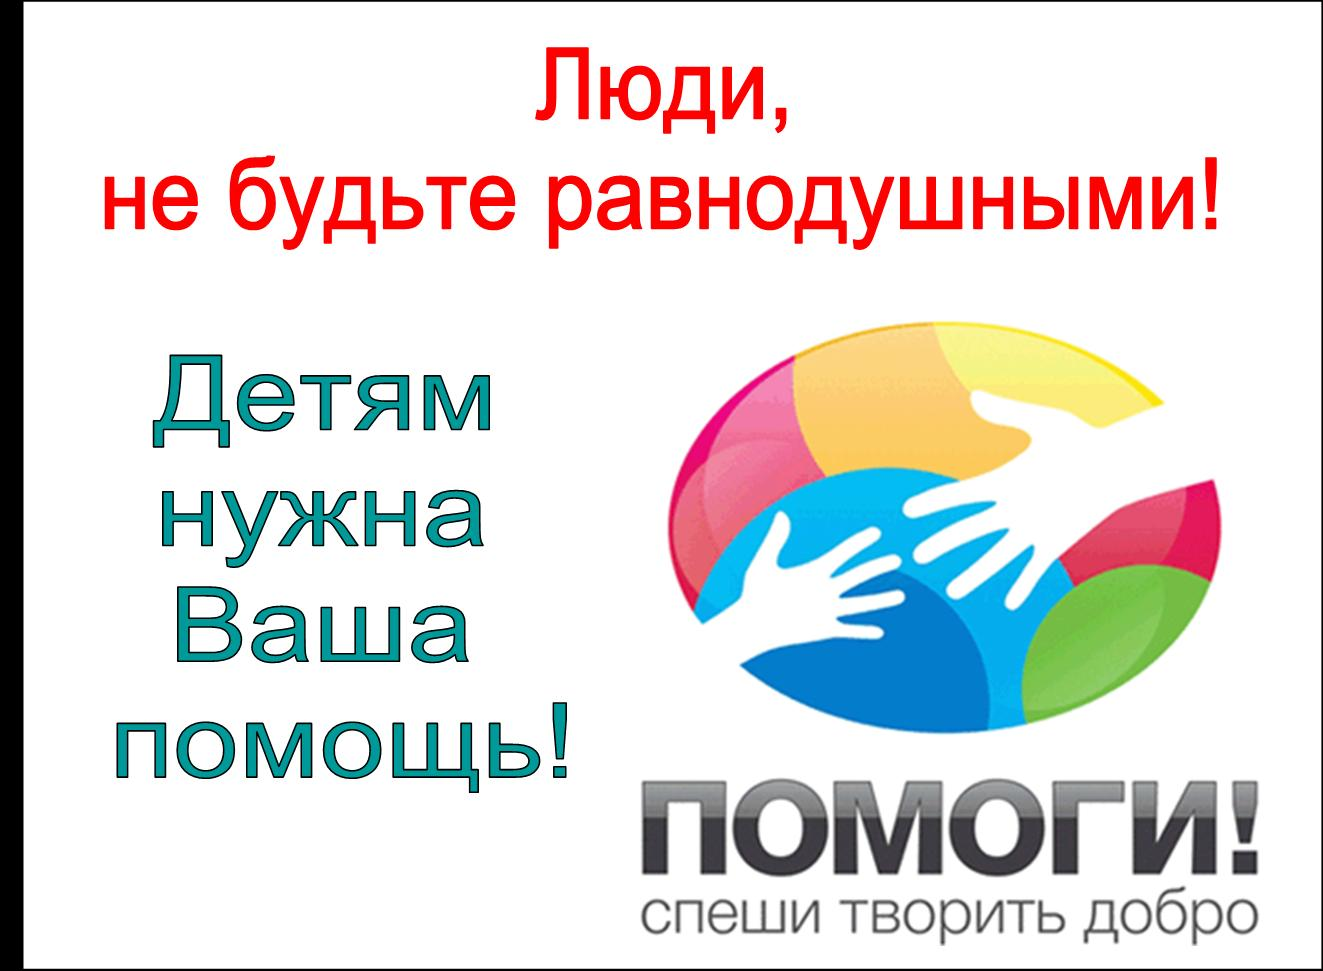 Люди,
не будьте равнодушными!
Детям
нужна
Ваша
помощь!
ПОМОГИ!
спеши творить добро